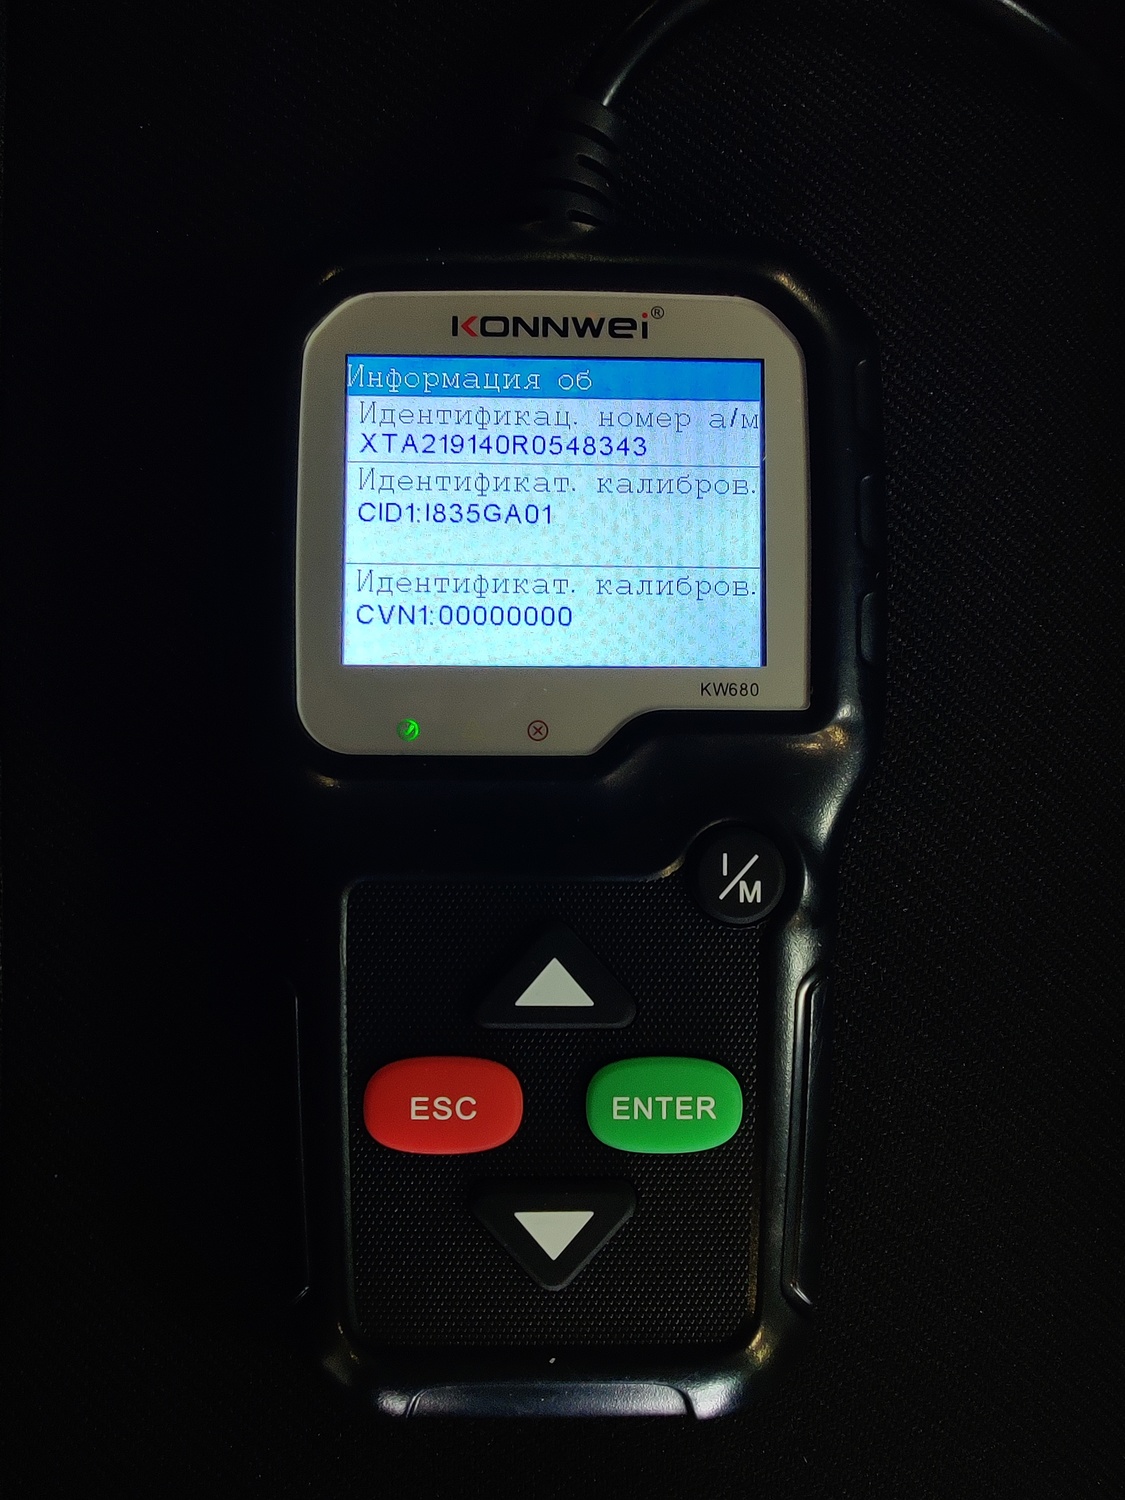 KONNWEI®
Информация об
Идентификац. номер а/м
XTA219140R0548343
Идентификат. калибров.
CID1:I835GA01
Идентификат. калибров.
CVN1:00000000
KW680
I/M
ESC
ENTER